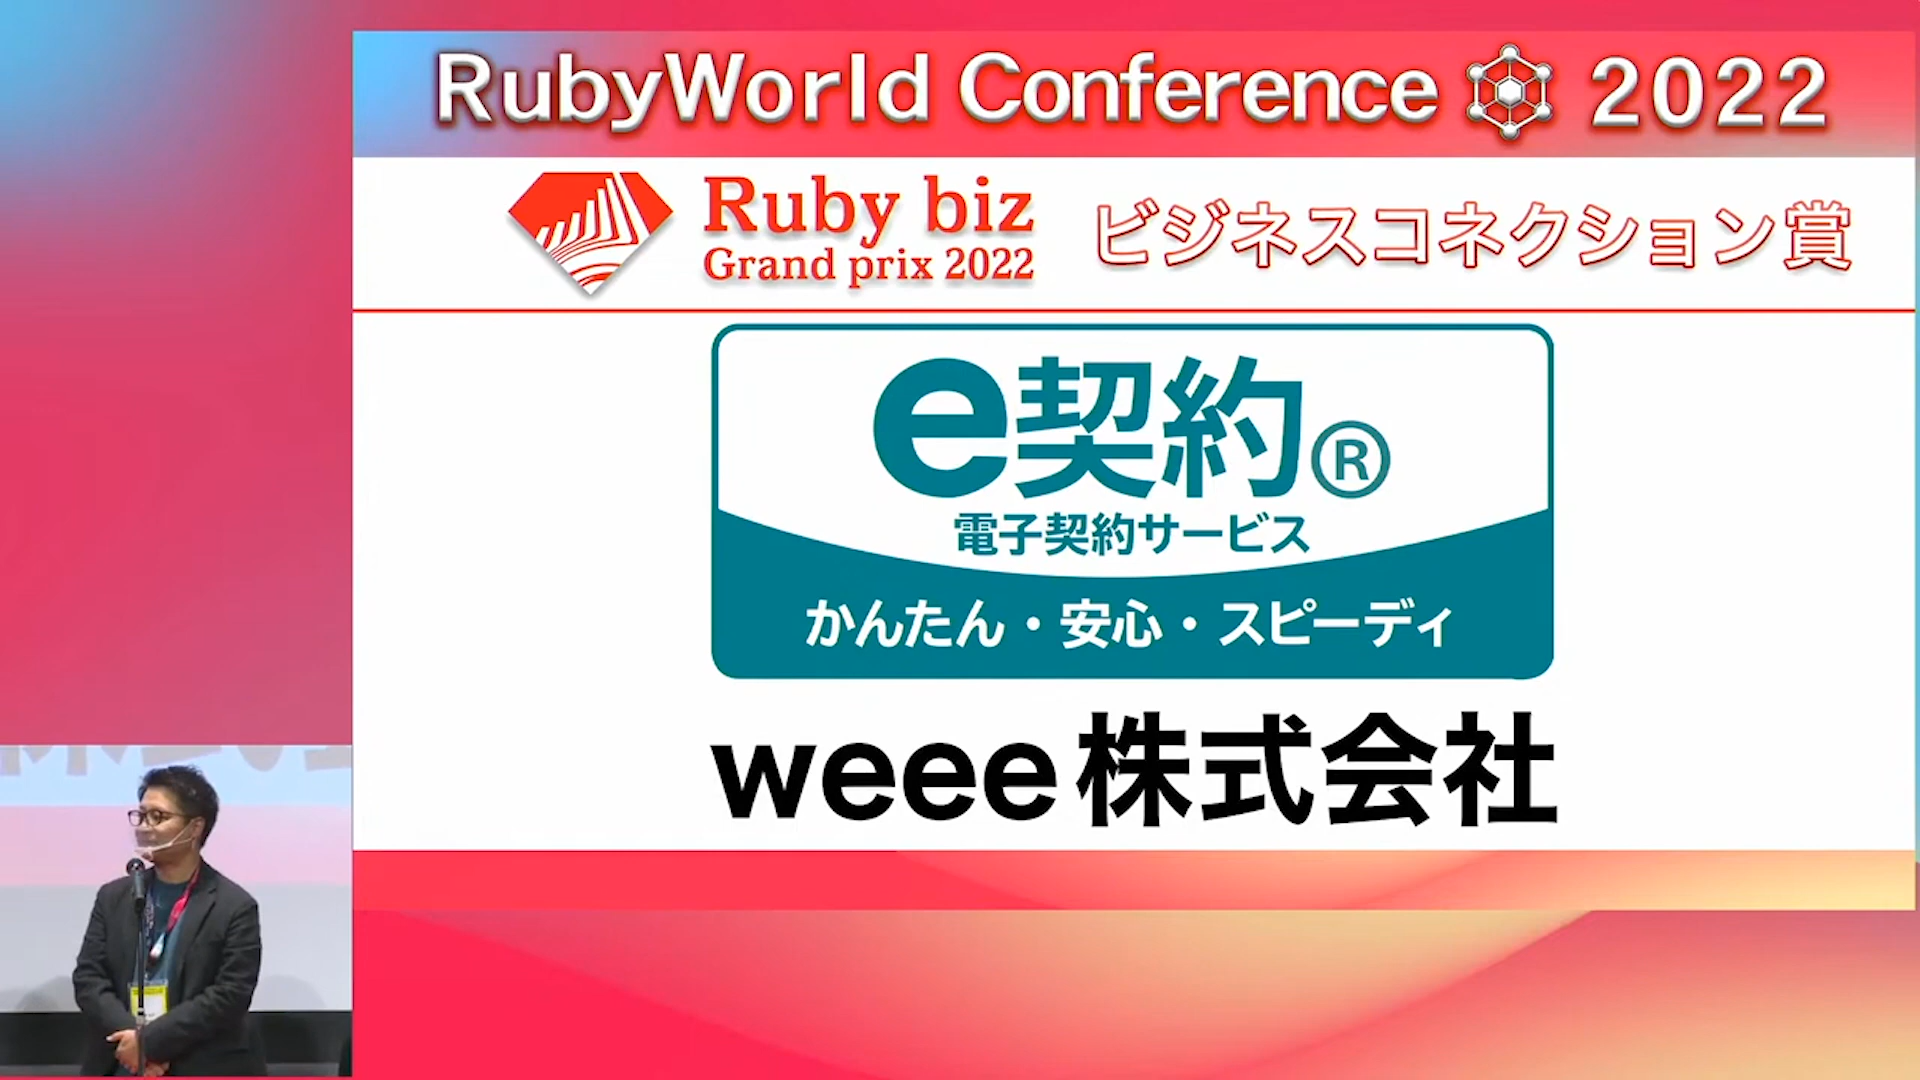 RubyWorld Conference 2022
Ruby biz
Grand prix 2022
ビジネスコネクション賞
e契約®
電子契約サービス
かんたん・安心・スピーディ
weee株式会社